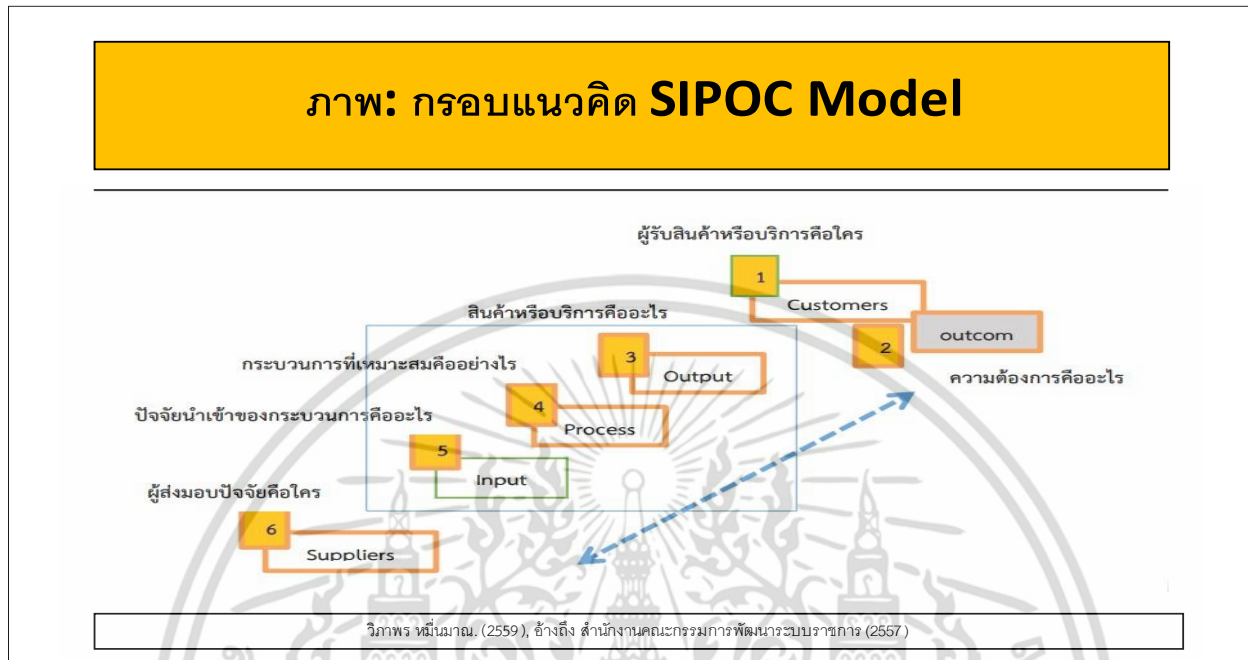 ภาพ: กรอบแนวคิด SIPOC Model
ผู้รับสินค้าหรือบริการคือใคร
1
Customers
สินค้าหรือบริการคืออะไร
outcom
2
3
Output
กระบวนการที่เหมาะสมคืออย่างไร
ความต้องการคืออะไร
4
Process
ปัจจัยนำเข้าของกระบวนการคืออะไร
5
Input
ผู้ส่งมอบปัจจัยคือใคร
6
Suppliers
วิภาพร หมื่นมาณ. (2559), อ้างถึง สำนักงานคณะกรรมการพัฒนาระบบราชการ (2557)